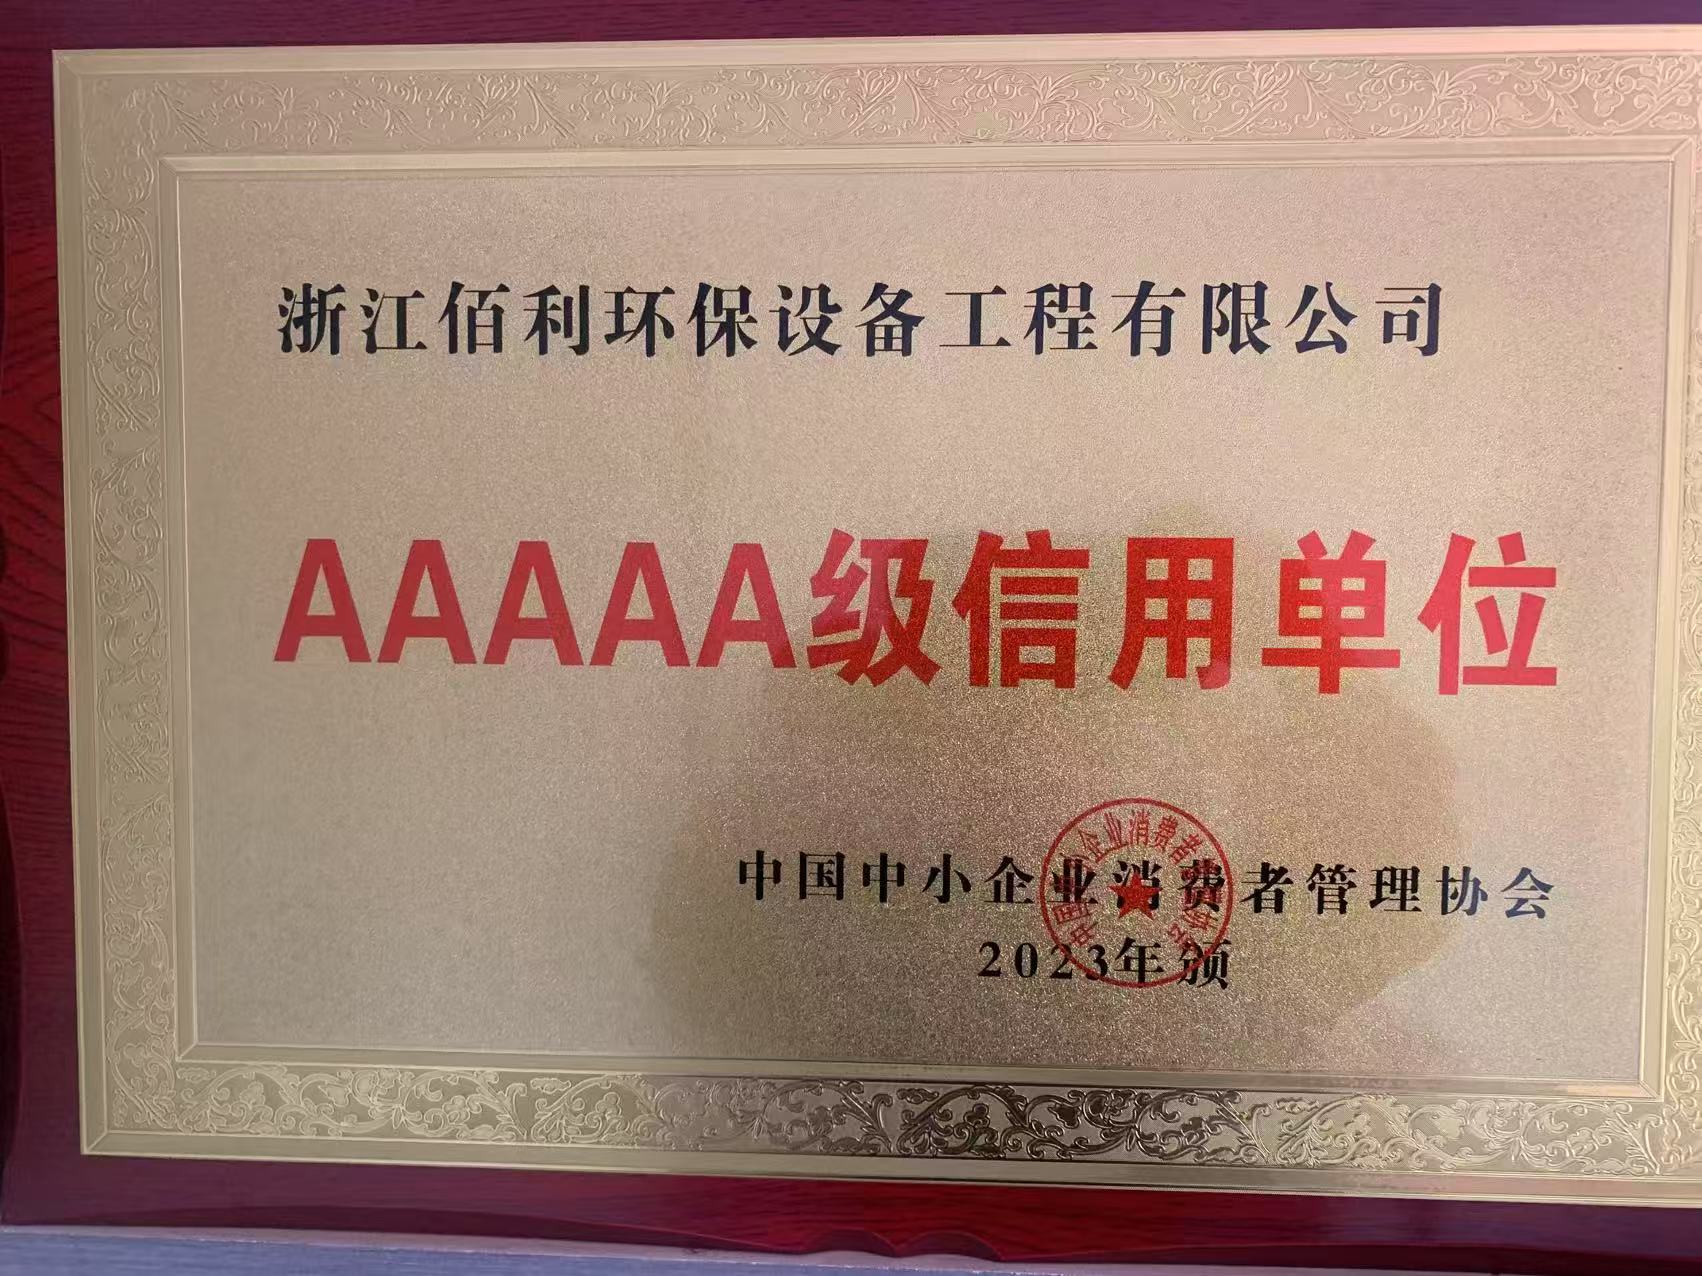 浙江佰利环保设备工程有限公司
AAAAA级信用单位
中国中小企业消费者管理协会
2023年颁